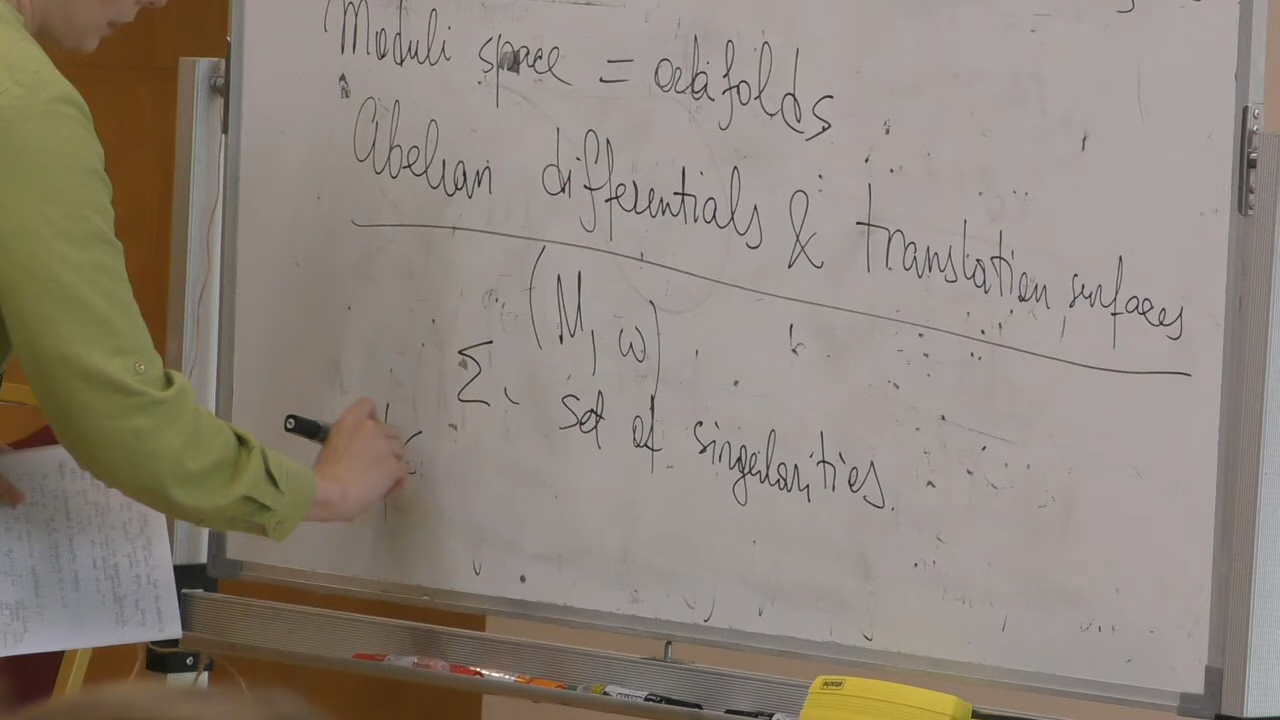 Moduli space = orbifolds
Abelian differentials & translation surfaces
(M, ω)
Σ, set of singularities.